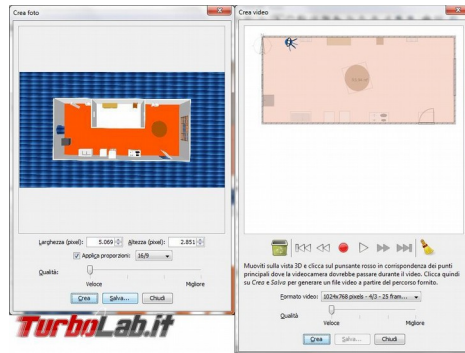 Crea foto
Larghezza (pixel): 5.069 Altezza (pixel): 2.851
Applica proporzioni: 16/9
Qualità:
Veloce Migliore
Crea Salva... Chiudi
TurboLab.it
Crea video
Muoviti sulla vista 3D e clicca sul pulsante rosso in corrispondenza dei punti
principali dove la videocamera dovrebbe passare durante il video. Clicca quindi
su Crea e Salva per generare un file video a partire dal percorso fornito.
Formato video: 1024x768 pixels - 4/3 - 25 fram...
Qualità
Veloce Migliore
Crea Salva... Chiudi